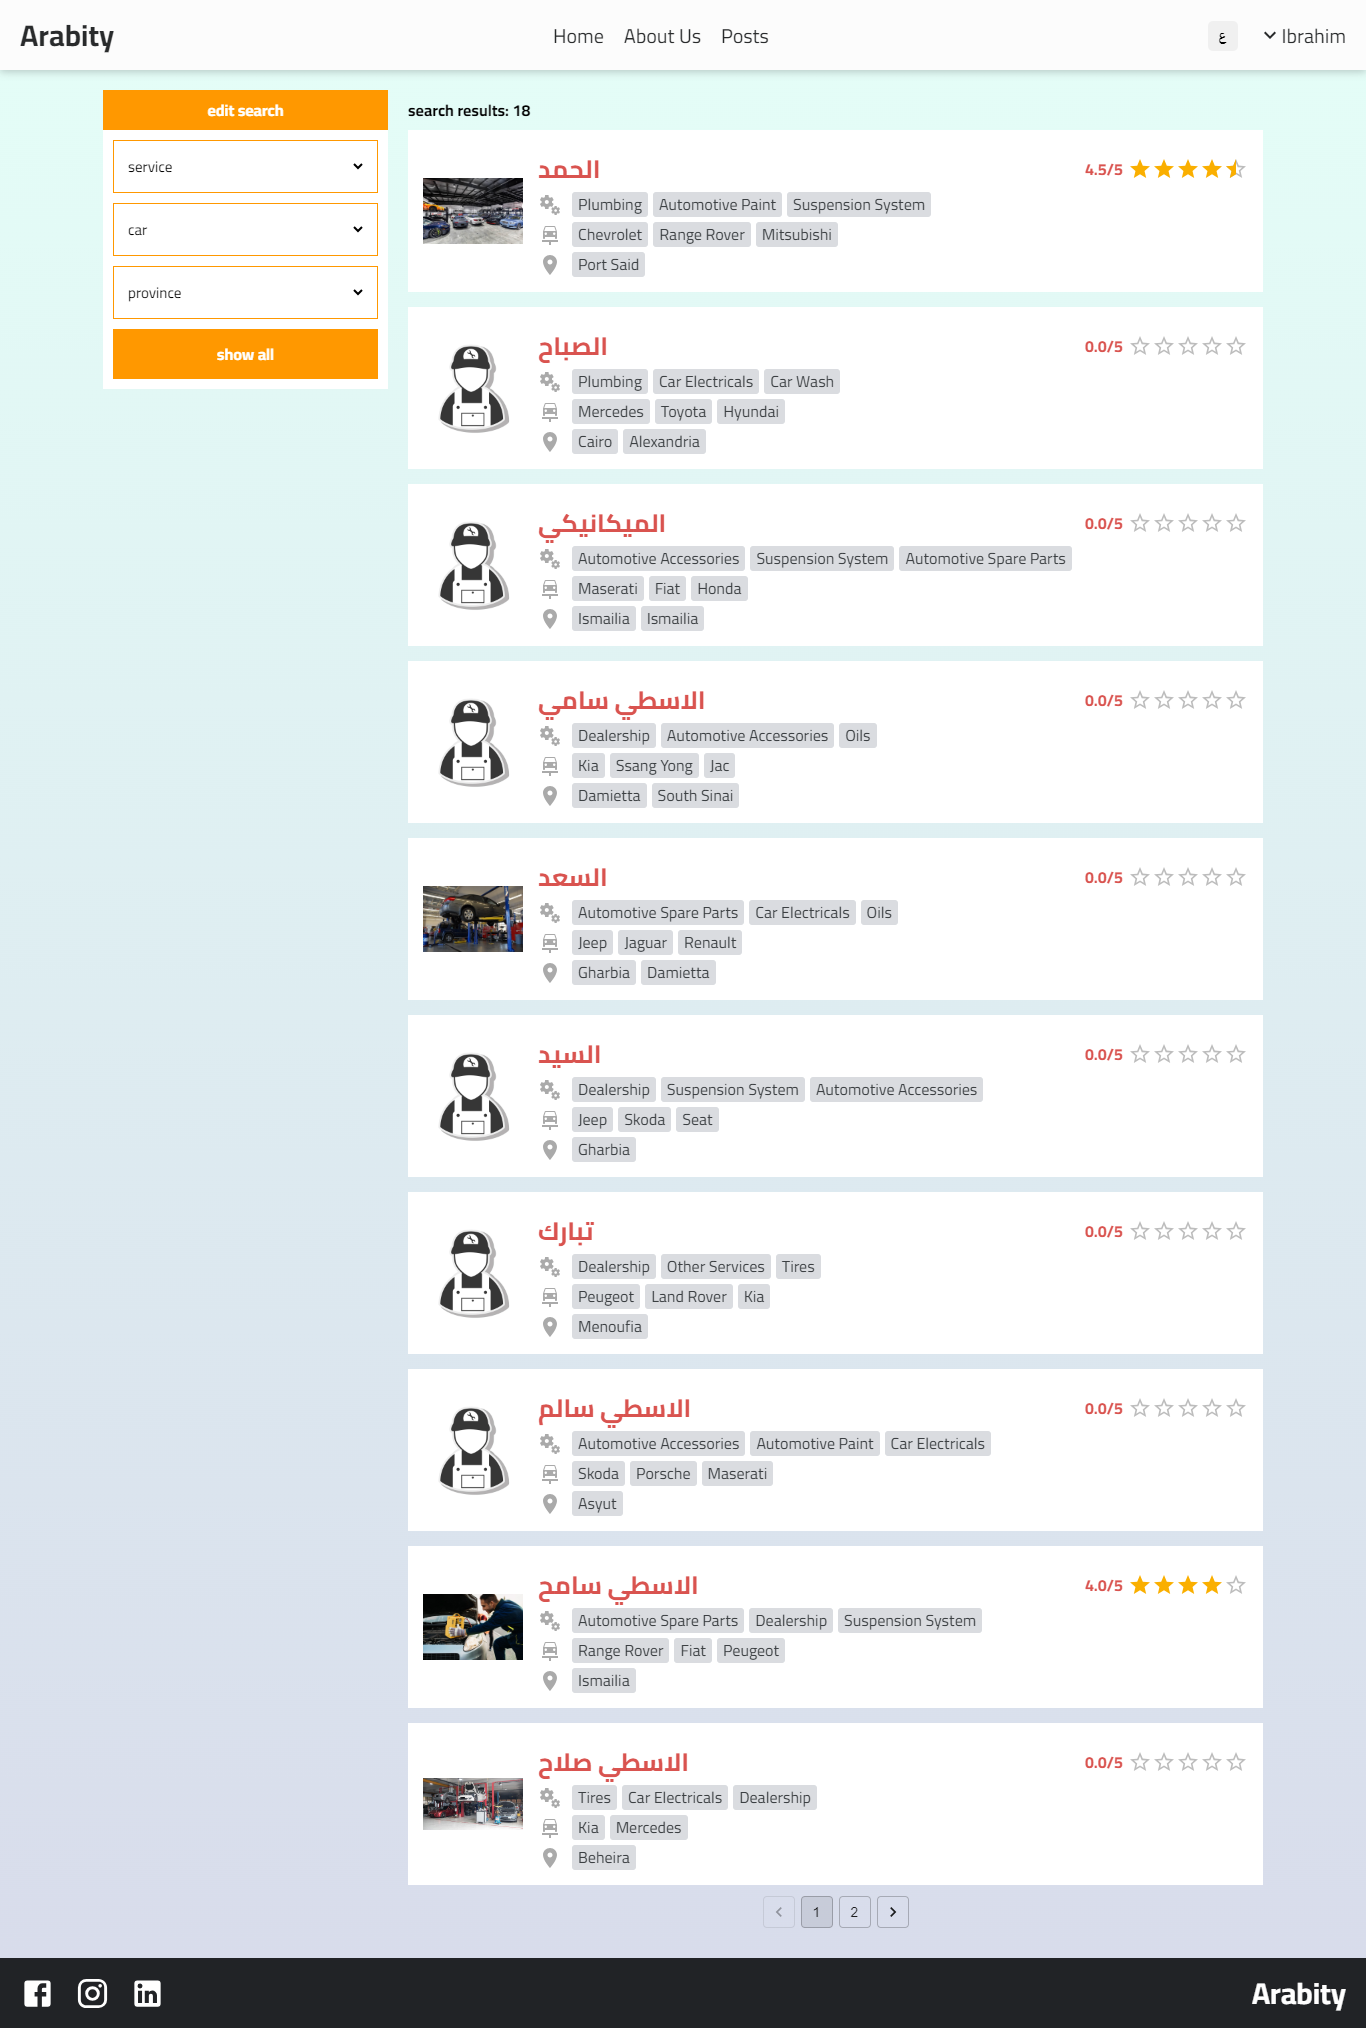 Arabity
Home About Us Posts
ع
Ibrahim
edit search
service
car
province
show all
search results: 18
الحمد
4.5/5
Plumbing Automotive Paint Suspension System
Chevrolet Range Rover Mitsubishi
Port Said
الصباح
0.0/5
Plumbing Car Electricals Car Wash
Mercedes Toyota Hyundai
Cairo Alexandria
الميكانيكي
0.0/5
Automotive Accessories Suspension System Automotive Spare Parts
Maserati Fiat Honda
Ismailia Ismailia
الاسطي سامي
0.0/5
Dealership Automotive Accessories Oils
Kia Ssang Yong Jac
Damietta South Sinai
السعد
0.0/5
Automotive Spare Parts Car Electricals Oils
Jeep Jaguar Renault
Gharbia Damietta
السيد
0.0/5
Dealership Suspension System Automotive Accessories
Jeep Skoda Seat
Gharbia
تبارك
0.0/5
Dealership Other Services Tires
Peugeot Land Rover Kia
Menoufia
الاسطي سالم
0.0/5
Automotive Accessories Automotive Paint Car Electricals
Skoda Porsche Maserati
Asyut
الاسطي سامح
4.0/5
Automotive Spare Parts Dealership Suspension System
Range Rover Fiat Peugeot
Ismailia
الاسطي صلاح
0.0/5
Tires Car Electricals Dealership
Kia Mercedes
Beheira
1 2
Arabity